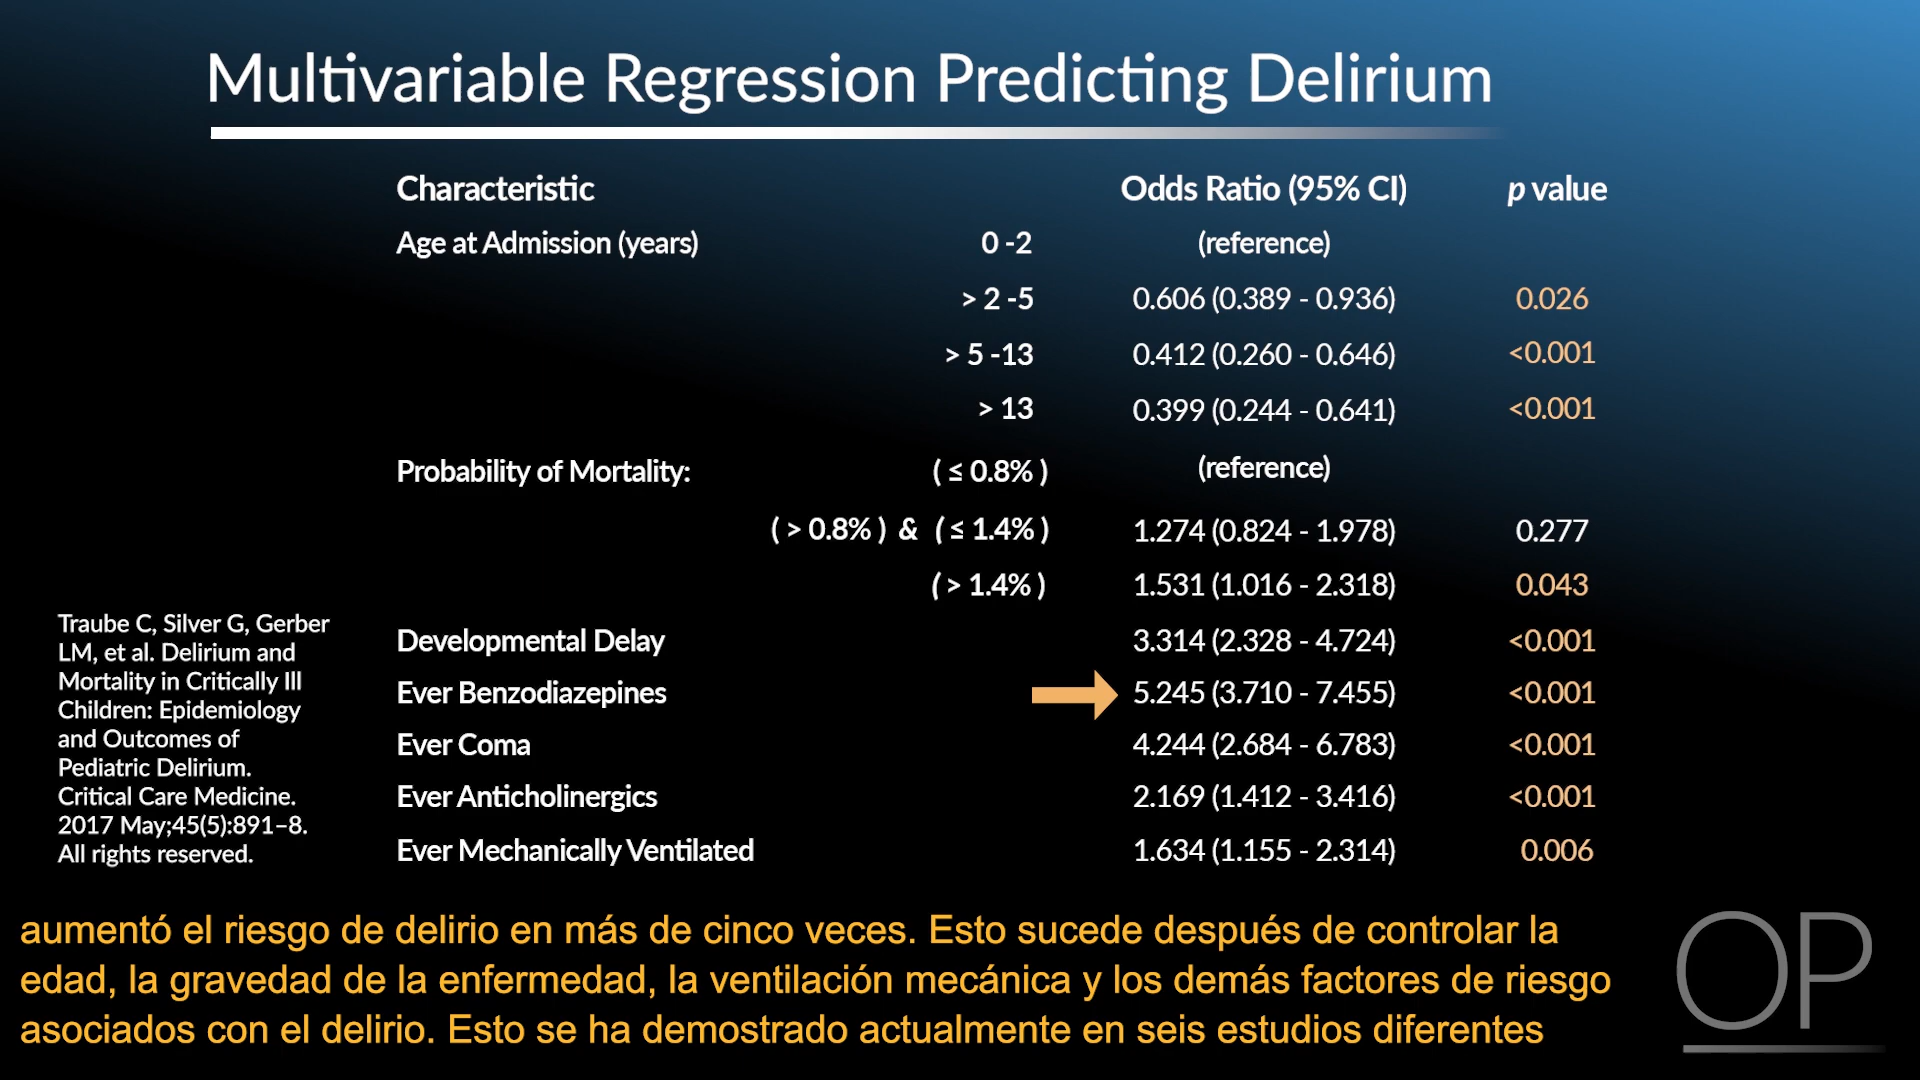 Multivariable Regression Predicting Delirium
Characteristic Odds Ratio (95% CI) p value
Age at Admission (years) 0 -2 (reference)
> 2 -5 0.606 (0.389 - 0.936) 0.026
> 5 -13 0.412 (0.260 - 0.646) <0.001
> 13 0.399 (0.244 - 0.641) <0.001
Probability of Mortality: ( ≤ 0.8% ) (reference)
( > 0.8% ) & ( ≤ 1.4% ) 1.274 (0.824 - 1.978) 0.277
( > 1.4% ) 1.531 (1.016 - 2.318) 0.043
Developmental Delay 3.314 (2.328 - 4.724) <0.001
Ever Benzodiazepines 5.245 (3.710 - 7.455) <0.001
Ever Coma 4.244 (2.684 - 6.783) <0.001
Ever Anticholinergics 2.169 (1.412 - 3.416) <0.001
Ever Mechanically Ventilated 1.634 (1.155 - 2.314) 0.006
Traube C, Silver G, Gerber
LM, et al. Delirium and
Mortality in Critically Ill
Children: Epidemiology
and Outcomes of
Pediatric Delirium.
Critical Care Medicine.
2017 May;45(5):891–8.
All rights reserved.
aumentó el riesgo de delirio en más de cinco veces. Esto sucede después de controlar la
edad, la gravedad de la enfermedad, la ventilación mecánica y los demás factores de riesgo
asociados con el delirio. Esto se ha demostrado actualmente en seis estudios diferentes
OP